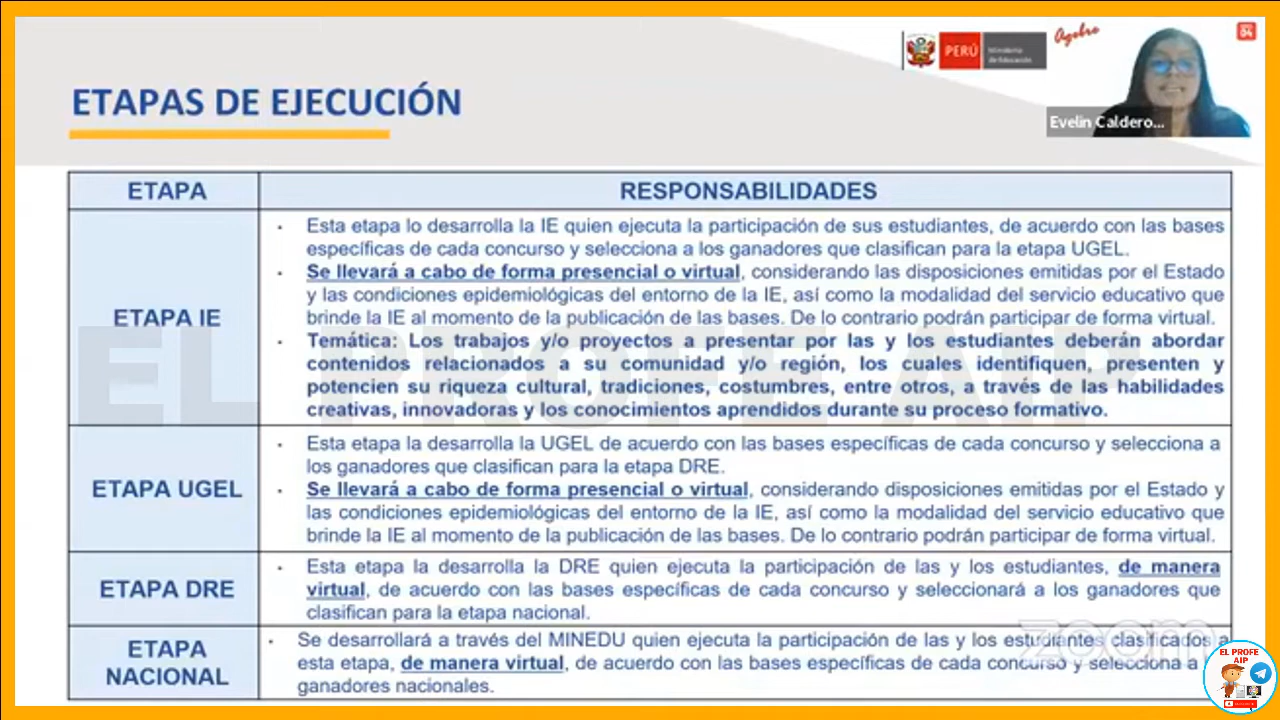 Agebre
PERÚ
Ministerio
de Educación
ETAPAS DE EJECUCIÓN
Evelin Caldero...
ETAPA
RESPONSABILIDADES
ETAPA IE
· Esta etapa lo desarrolla la IE quien ejecuta la participación de sus estudiantes, de acuerdo con las bases
específicas de cada concurso y selecciona a los ganadores que clasifican para la etapa UGEL.
· Se llevará a cabo de forma presencial o virtual, considerando las disposiciones emitidas por el Estado
y las condiciones epidemiológicas del entorno de la IE, así como la modalidad del servicio educativo que
brinde la IE al momento de la publicación de las bases. De lo contrario podrán participar de forma virtual.
· Temática: Los trabajos y/o proyectos a presentar por las y los estudiantes deberán abordar
contenidos relacionados a su comunidad y/o región, los cuales identifiquen, presenten y
potencien su riqueza cultural, tradiciones, costumbres, entre otros, a través de las habilidades
creativas, innovadoras y los conocimientos aprendidos durante su proceso formativo.
EL PROFE AIP
ETAPA UGEL
· Esta etapa la desarrolla la UGEL de acuerdo con las bases específicas de cada concurso y selecciona a
los ganadores que clasifican para la etapa DRE.
· Se llevará a cabo de forma presencial o virtual, considerando disposiciones emitidas por el Estado y
las condiciones epidemiológicas del entorno de la IE, así como la modalidad del servicio educativo que
brinde la IE al momento de la publicación de las bases. De lo contrario podrán participar de forma virtual.
ETAPA DRE
· Esta etapa la desarrolla la DRE quien ejecuta la participación de las y los estudiantes, de manera
virtual, de acuerdo con las bases específicas de cada concurso y seleccionará a los ganadores que
clasifican para la etapa nacional.
ETAPA
NACIONAL
· Se desarrollará a través del MINEDU quien ejecuta la participación de las y los estudiantes clasificados a
esta etapa, de manera virtual, de acuerdo con las bases específicas de cada concurso y selecciona a
ganadores nacionales.
zoom
EL PROFE
AIP